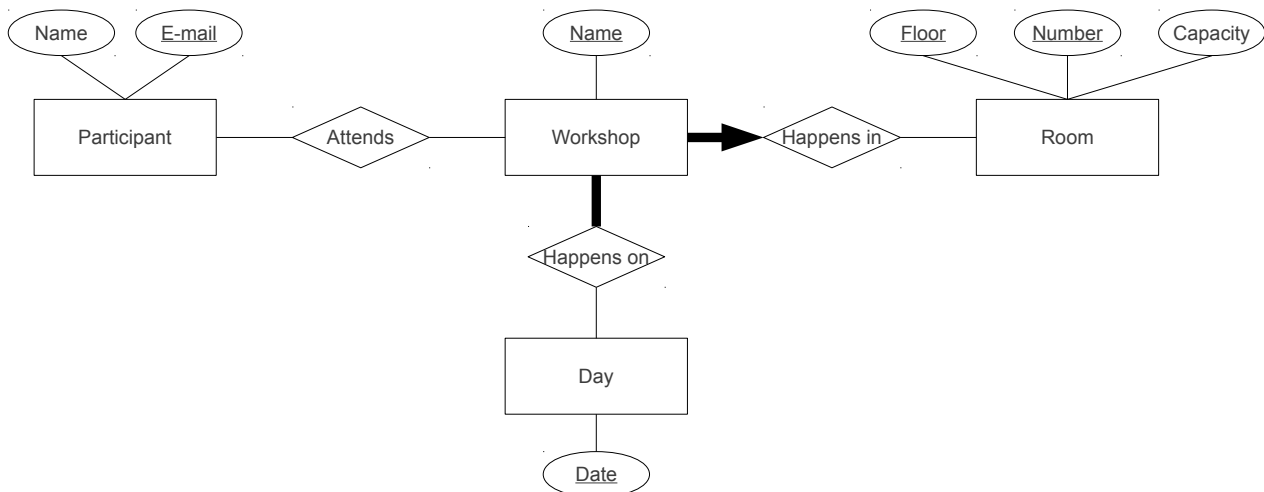 Name
E-mail
Name
Floor
Number
Capacity
Participant
Attends
Workshop
Happens in
Room
Happens on
Day
Date